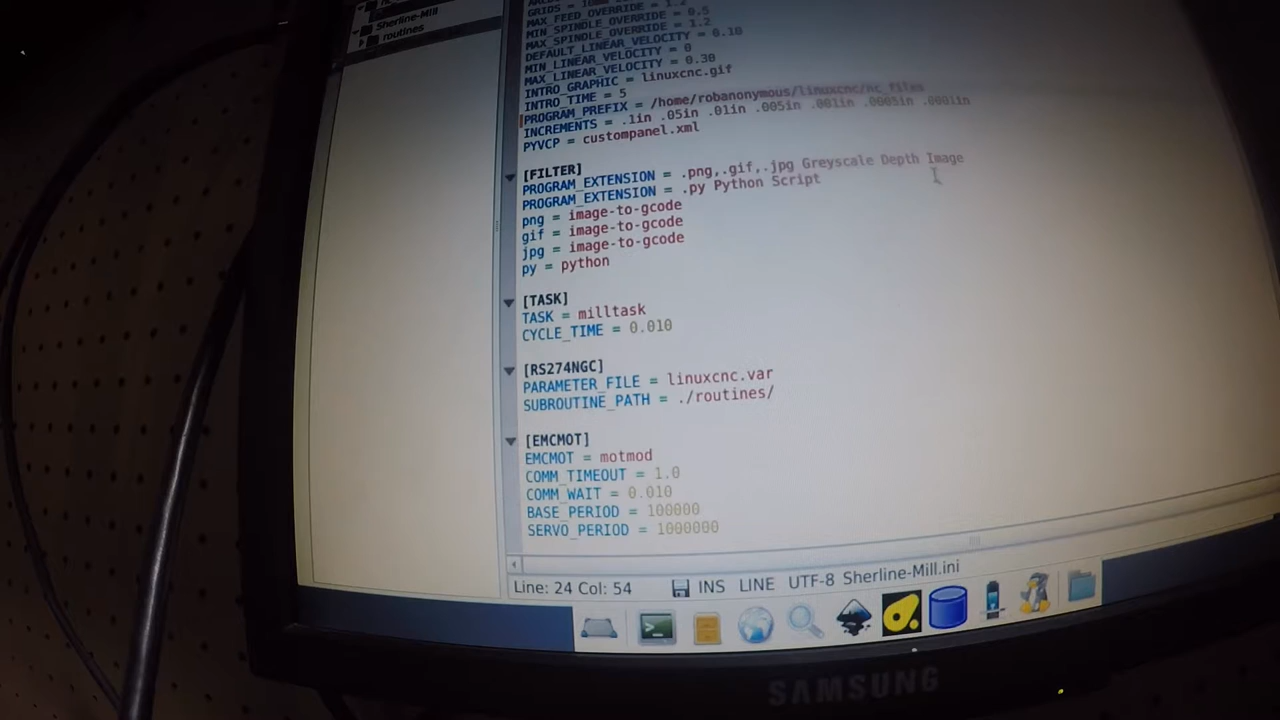 Sherline-Mill
routines
MAX_FEED_OVERRIDE = 1.2
MIN_SPINDLE_OVERRIDE = 0.5
MAX_SPINDLE_OVERRIDE = 1.2
DEFAULT_LINEAR_VELOCITY = 0.10
MIN_LINEAR_VELOCITY = 0
MAX_LINEAR_VELOCITY = 0.30
INTRO_GRAPHIC = linuxcnc.gif
INTRO_TIME = 5
PROGRAM_PREFIX = /home/robanonymous/linuxcnc/nc_files
INCREMENTS = .1in .05in .01in .005in .001in .0005in .0001in
PYVCP = custompanel.xml
[FILTER]
PROGRAM_EXTENSION = .png,.gif,.jpg Greyscale Depth Image
PROGRAM_EXTENSION = .py Python Script
png = image-to-gcode
gif = image-to-gcode
jpg = image-to-gcode
py = python
[TASK]
TASK = milltask
CYCLE_TIME = 0.010
[RS274NGC]
PARAMETER_FILE = linuxcnc.var
SUBROUTINE_PATH = ./routines/
[EMCMOT]
EMCMOT = motmod
COMM_TIMEOUT = 1.0
COMM_WAIT = 0.010
BASE_PERIOD = 100000
SERVO_PERIOD = 1000000
Line: 24 Col: 54 INS LINE UTF-8 Sherline-Mill.ini
SAMSUNG